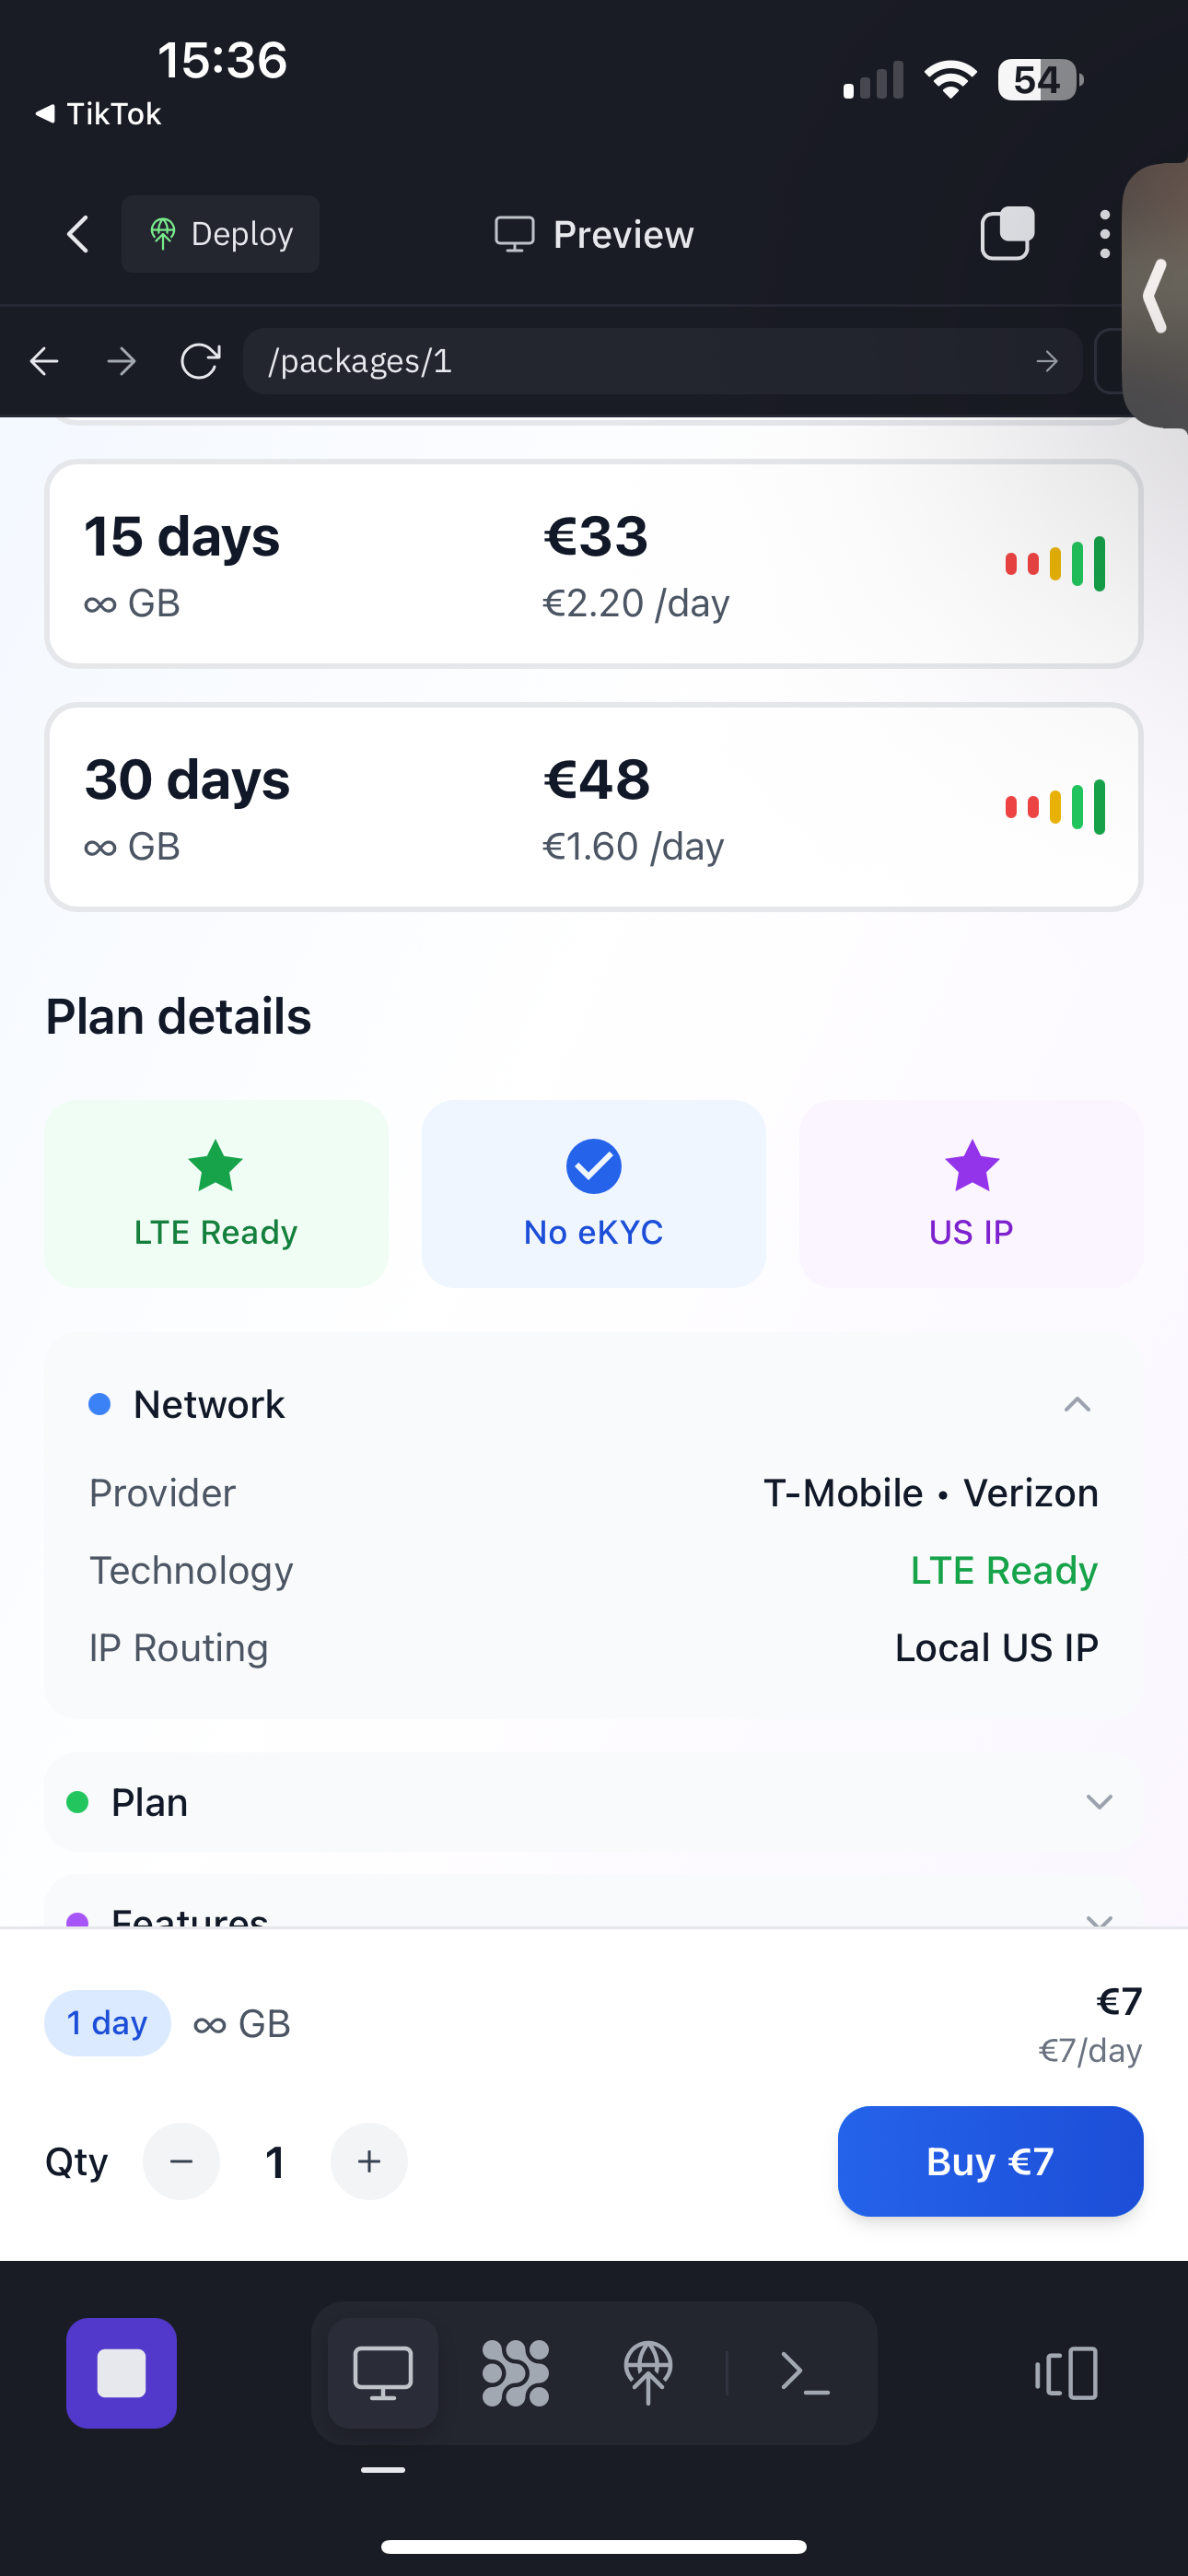 15:36
54
TikTok
Deploy
Preview
/packages/1
15 days
€33
∞ GB
€2.20 /day
30 days
€48
∞ GB
€1.60 /day
Plan details
LTE Ready
No eKYC
US IP
Network
Provider
T-Mobile • Verizon
Technology
LTE Ready
IP Routing
Local US IP
Plan
Features
1 day
∞ GB
€7
€7/day
Qty
1
Buy €7